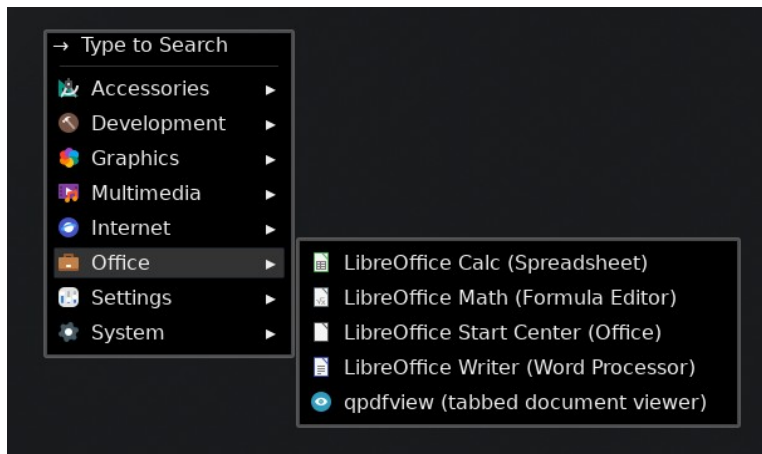 → Type to Search
Accessories ▶
Development ▶
Graphics ▶
Multimedia ▶
Internet ▶
Office ▶
Settings ▶
System ▶
LibreOffice Calc (Spreadsheet)
LibreOffice Math (Formula Editor)
LibreOffice Start Center (Office)
LibreOffice Writer (Word Processor)
qpdfview (tabbed document viewer)